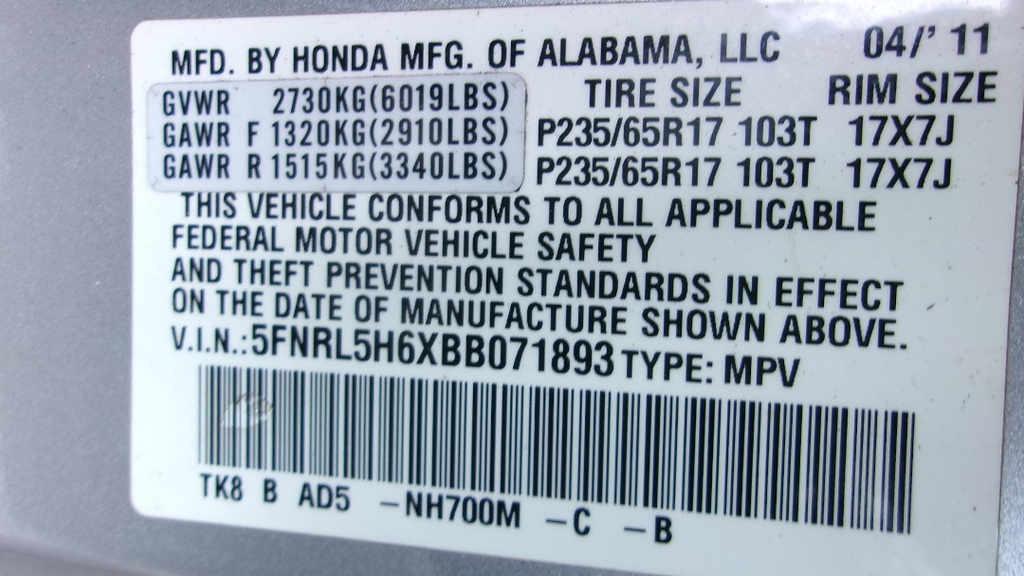 MFD. BY HONDA MFG. OF ALABAMA, LLC 04/'11
GVWR 2730KG(6019LBS) TIRE SIZE RIM SIZE
GAWR F 1320KG(2910LBS) P235/65R17 103T 17X7J
GAWR R 1515KG(3340LBS) P235/65R17 103T 17X7J
THIS VEHICLE CONFORMS TO ALL APPLICABLE
FEDERAL MOTOR VEHICLE SAFETY
AND THEFT PREVENTION STANDARDS IN EFFECT
ON THE DATE OF MANUFACTURE SHOWN ABOVE.
V.I.N.:5FNRL5H6XBB071893 TYPE: MPV
TK8 B AD5 -NH700M -C -B